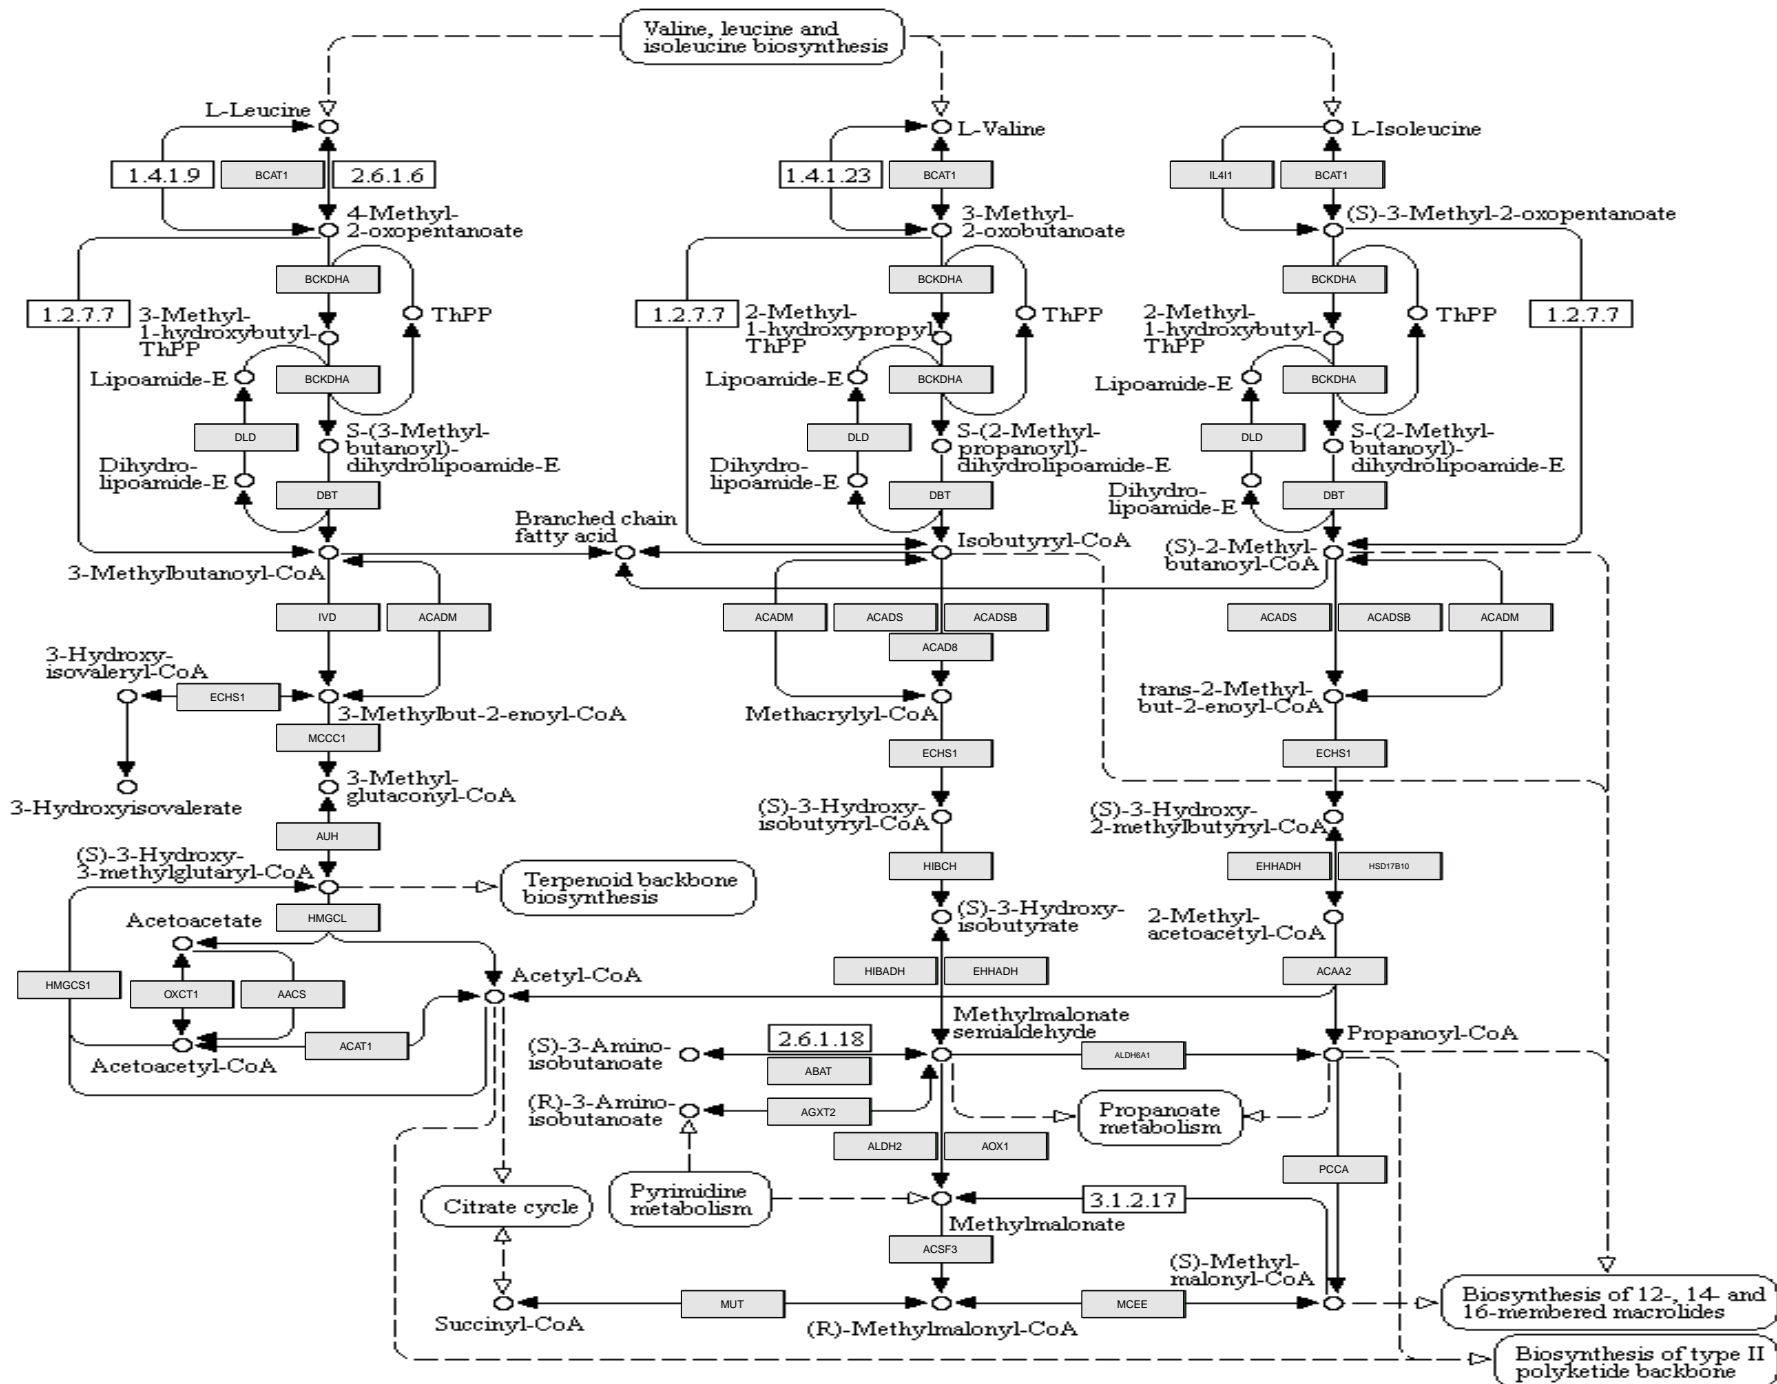 Valine, leucine and
isoleucine biosynthesis
L-Leucine
L-Valine
L-Isoleucine
1.4.1.9
BCAT1
2.6.1.6
1.4.1.23
BCAT1
IL4I1
BCAT1
4-Methyl-
2-oxopentanoate
3-Methyl-
2-oxobutanoate
(S)-3-Methyl-2-oxopentanoate
BCKDHA
BCKDHA
BCKDHA
1.2.7.7
3-Methyl-
1-hydroxybutyl-
ThPP
ThPP
1.2.7.7
2-Methyl-
1-hydroxypropyl-
ThPP
ThPP
2-Methyl-
1-hydroxybutyl-
ThPP
ThPP
1.2.7.7
Lipoamide-E
BCKDHA
Lipoamide-E
BCKDHA
Lipoamide-E
BCKDHA
DLD
S-(3-Methyl-
butanoyl)-
dihydrolipoamide-E
DLD
S-(2-Methyl-
propanoyl)-
dihydrolipoamide-E
DLD
S-(2-Methyl-
butanoyl)-
dihydrolipoamide-E
Dihydro-
lipoamide-E
DBT
Dihydro-
lipoamide-E
DBT
Dihydro-
lipoamide-E
DBT
Branched chain
fatty acid
3-Methylbutanoyl-CoA
Isobutyryl-CoA
(S)-2-Methyl-
butanoyl-CoA
IVD
ACADM
ACADM
ACADS
ACADSB
ACAD8
ACADS
ACADSB
ACADM
3-Hydroxy-
isovaleryl-CoA
ECHS1
3-Methylbut-2-enoyl-CoA
Methacrylyl-CoA
trans-2-Methyl-
but-2-enoyl-CoA
MCCC1
ECHS1
ECHS1
3-Hydroxyisovalerate
3-Methyl-
glutaconyl-CoA
(S)-3-Hydroxy-
isobutyryl-CoA
(S)-3-Hydroxy-
2-methylbutyryl-CoA
AUH
(S)-3-Hydroxy-
3-methylglutaryl-CoA
Terpenoid backbone
biosynthesis
HIBCH
EHHADH
HSD17B10
HMGCL
Acetoacetate
(S)-3-Hydroxy-
isobutyrate
2-Methyl-
acetoacetyl-CoA
HMGCS1
OXCT1
AACS
Acetyl-CoA
HIBADH
EHHADH
ACAA2
ACAT1
Acetoacetyl-CoA
Methylmalonate
semialdehyde
Propanoyl-CoA
(S)-3-Amino-
isobutanoate
2.6.1.18
ABAT
ALDH6A1
(R)-3-Amino-
isobutanoate
AGXT2
Propanoate
metabolism
ALDH2
AOX1
PCCA
Citrate cycle
Pyrimidine
metabolism
3.1.2.17
Methylmalonate
ACSF3
(S)-Methyl-
malonyl-CoA
MUT
MCEE
Succinyl-CoA
(R)-Methylmalonyl-CoA
Biosynthesis of 12-, 14- and
16-membered macrolides
Biosynthesis of type II
polyketide backbone